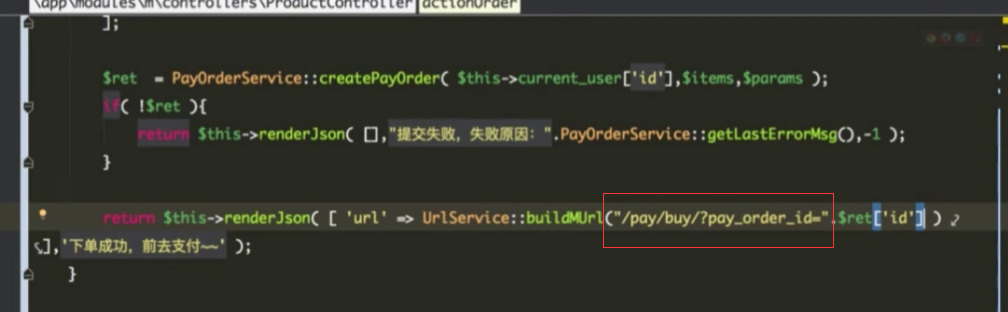 \app\modules\m\controllers\ProductController actionOrder
];
$ret = PayOrderService::createPayOrder( $this->current_user['id'],$items,$params );
if( !$ret ){
return $this->renderJson( [],"提交失败，失败原因：".PayOrderService::getLastErrorMsg(),-1 );
}
return $this->renderJson( [ 'url' => UrlService::buildMUrl("/pay/buy/?pay_order_id=".$ret['id'] )
],'下单成功，前去支付~~' );
}